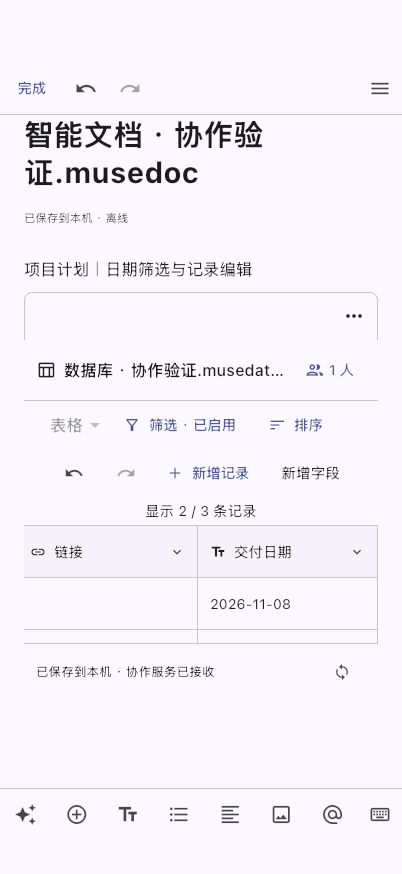 完成
智能文档 · 协作验
证.musedoc
已保存到本机 · 离线
项目计划｜日期筛选与记录编辑
数据库 · 协作验证.musedat... 1 人
表格 筛选 · 已启用 排序
新增记录 新增字段
显示 2 / 3 条记录
链接 交付日期
2026-11-08
已保存到本机 · 协作服务已接收